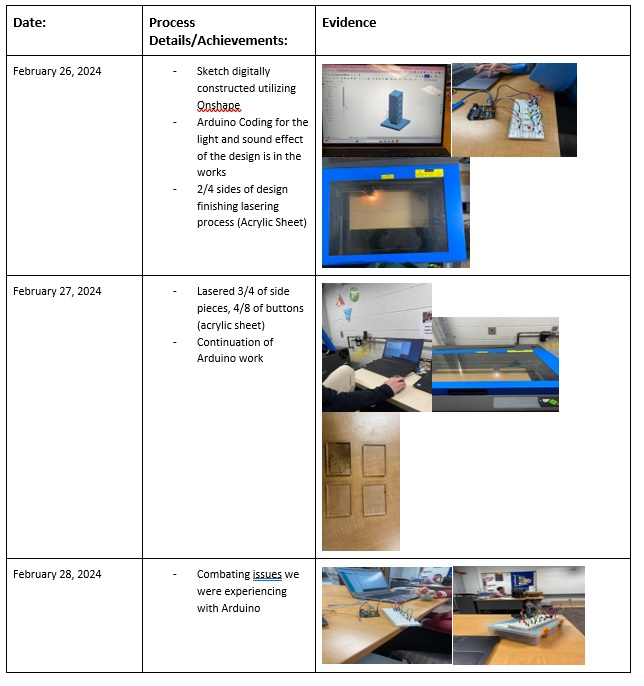 Date:
Process
Details/Achievements:
Evidence
February 26, 2024
- Sketch digitally
constructed utilizing
Onshape
- Arduino Coding for the
light and sound effect
of the design is in the
works
- 2/4 sides of design
finishing lasering
process (Acrylic Sheet)
February 27, 2024
- Lasered 3/4 of side
pieces, 4/8 of buttons
(acrylic sheet)
- Continuation of
Arduino work
February 28, 2024
- Combating issues we
were experiencing
with Arduino